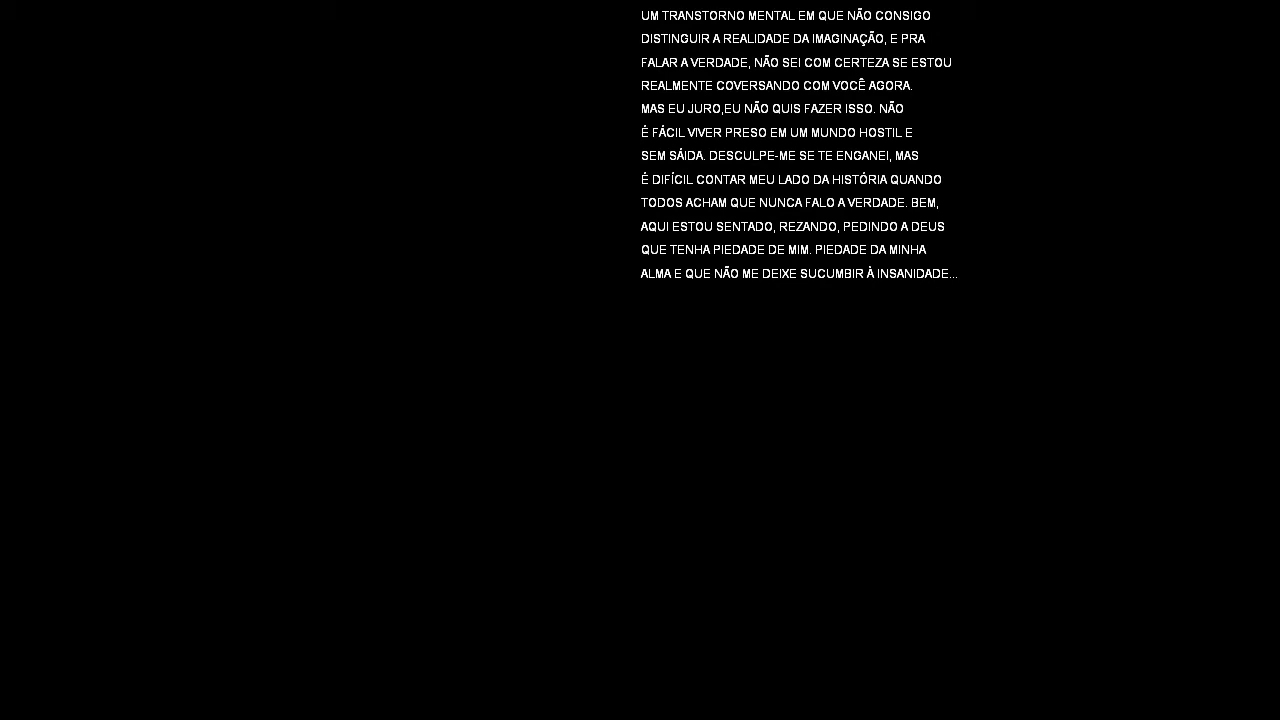 UM TRANSTORNO MENTAL EM QUE NÃO CONSIGO
DISTINGUIR A REALIDADE DA IMAGINAÇÃO, E PRA
FALAR A VERDADE, NÃO SEI COM CERTEZA SE ESTOU
REALMENTE COVERSANDO COM VOCÊ AGORA.
MAS EU JURO,EU NÃO QUIS FAZER ISSO. NÃO
É FÁCIL VIVER PRESO EM UM MUNDO HOSTIL E
SEM SÁIDA. DESCULPE-ME SE TE ENGANEI, MAS
É DIFÍCIL CONTAR MEU LADO DA HISTÓRIA QUANDO
TODOS ACHAM QUE NUNCA FALO A VERDADE. BEM,
AQUI ESTOU SENTADO, REZANDO, PEDINDO A DEUS
QUE TENHA PIEDADE DE MIM. PIEDADE DA MINHA
ALMA E QUE NÃO ME DEIXE SUCUMBIR À INSANIDADE...